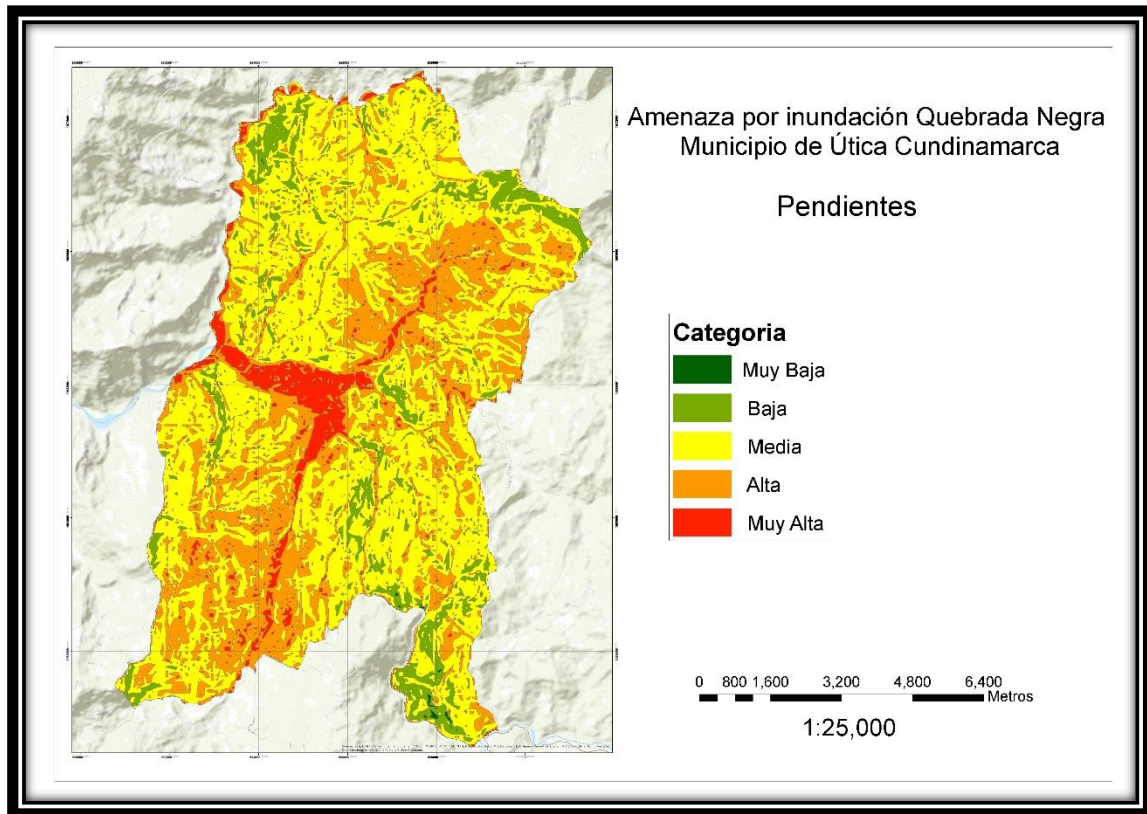 Amenaza por inundación Quebrada Negra
Municipio de Útica Cundinamarca
Pendientes
Categoria
Muy Baja
Baja
Media
Alta
Muy Alta
0 800 1,600 3,200 4,800 6,400
Metros
1:25,000